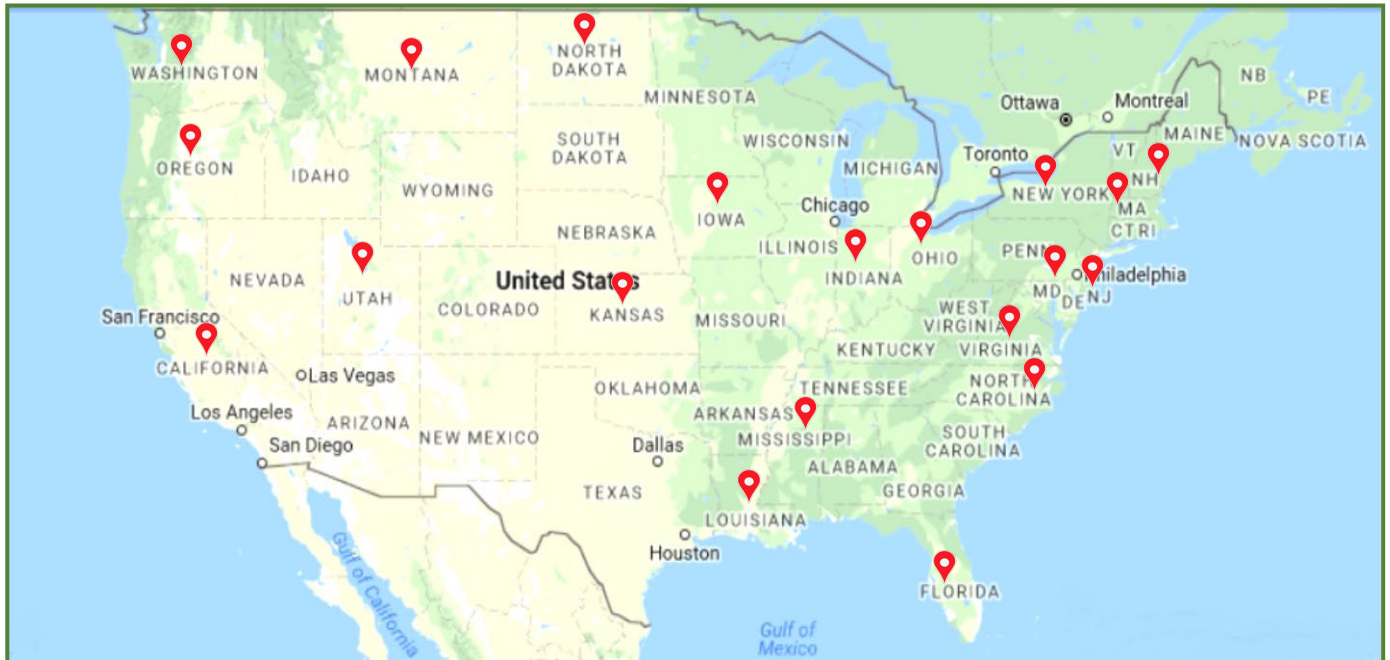 WASHINGTON
MONTANA
NORTH
DAKOTA
MINNESOTA
Ottawa
Montreal
NB
PE
MAINE
NOVA SCOTIA
OREGON
IDAHO
SOUTH
DAKOTA
WISCONSIN
MICHIGAN
Toronto
VT
NH
WYOMING
NEW YORK
MA
CTRI
IOWA
Chicago
NEBRASKA
ILLINOIS
INDIANA
OHIO
PENN
Philadelphia
NEVADA
UTAH
United States
COLORADO
KANSAS
MISSOURI
WEST
VIRGINIA
MD
DE
NJ
San Francisco
CALIFORNIA
Las Vegas
KENTUCKY
VIRGINIA
OKLAHOMA
TENNESSEE
NORTH
CAROLINA
Los Angeles
ARIZONA
NEW MEXICO
ARKANSAS
MISSISSIPPI
SOUTH
CAROLINA
San Diego
Dallas
ALABAMA
TEXAS
GEORGIA
LOUISIANA
Houston
Gulf of California
FLORIDA
Gulf of
Mexico